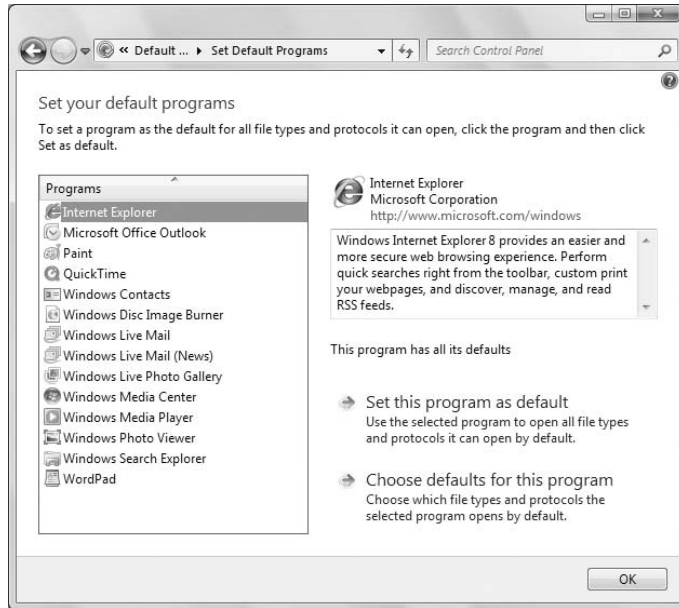 « Default ... ▸ Set Default Programs
Search Control Panel
Set your default programs
To set a program as the default for all file types and protocols it can open, click the program and then click
Set as default.
Programs
Internet Explorer
Microsoft Office Outlook
Paint
QuickTime
Windows Contacts
Windows Disc Image Burner
Windows Live Mail
Windows Live Mail (News)
Windows Live Photo Gallery
Windows Media Center
Windows Media Player
Windows Photo Viewer
Windows Search Explorer
WordPad
Internet Explorer
Microsoft Corporation
http://www.microsoft.com/windows
Windows Internet Explorer 8 provides an easier and
more secure web browsing experience. Perform
quick searches right from the toolbar, custom print
your webpages, and discover, manage, and read
RSS feeds.
This program has all its defaults
Set this program as default
Use the selected program to open all file types
and protocols it can open by default.
Choose defaults for this program
Choose which file types and protocols the
selected program opens by default.
OK